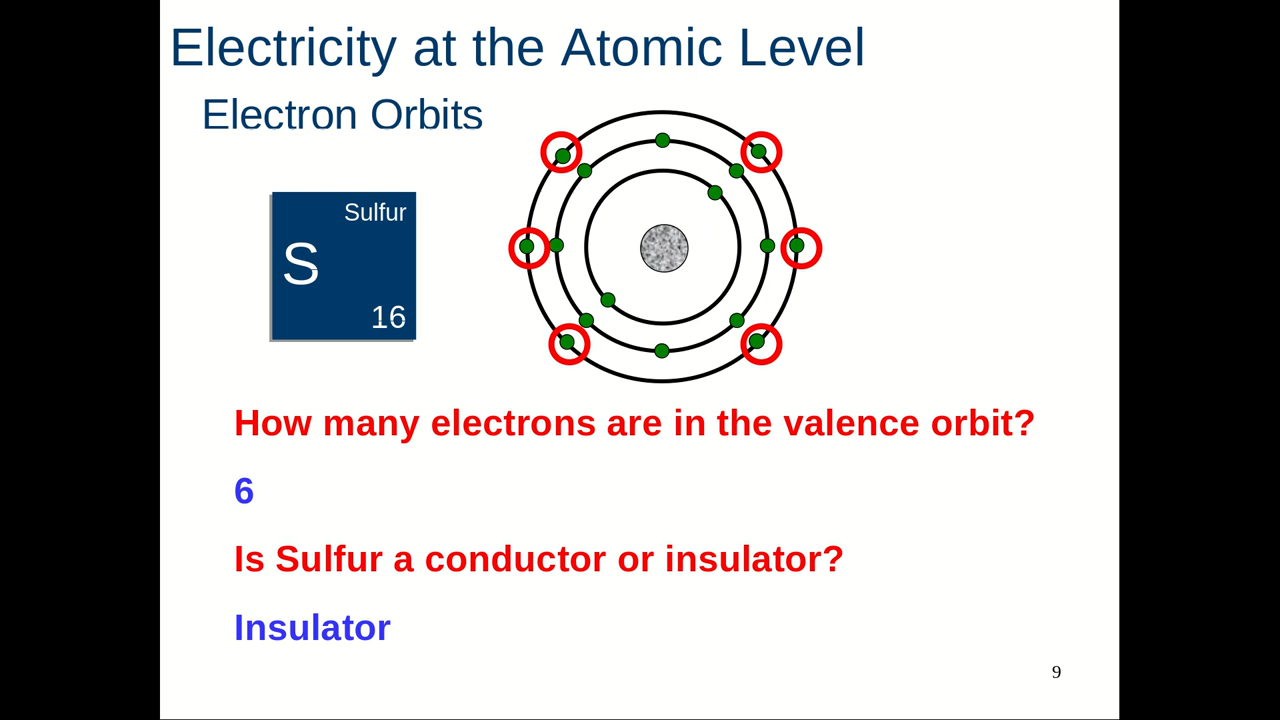 Electricity at the Atomic Level
Electron Orbits
Sulfur
S
16
How many electrons are in the valence orbit?
6
Is Sulfur a conductor or insulator?
Insulator
9